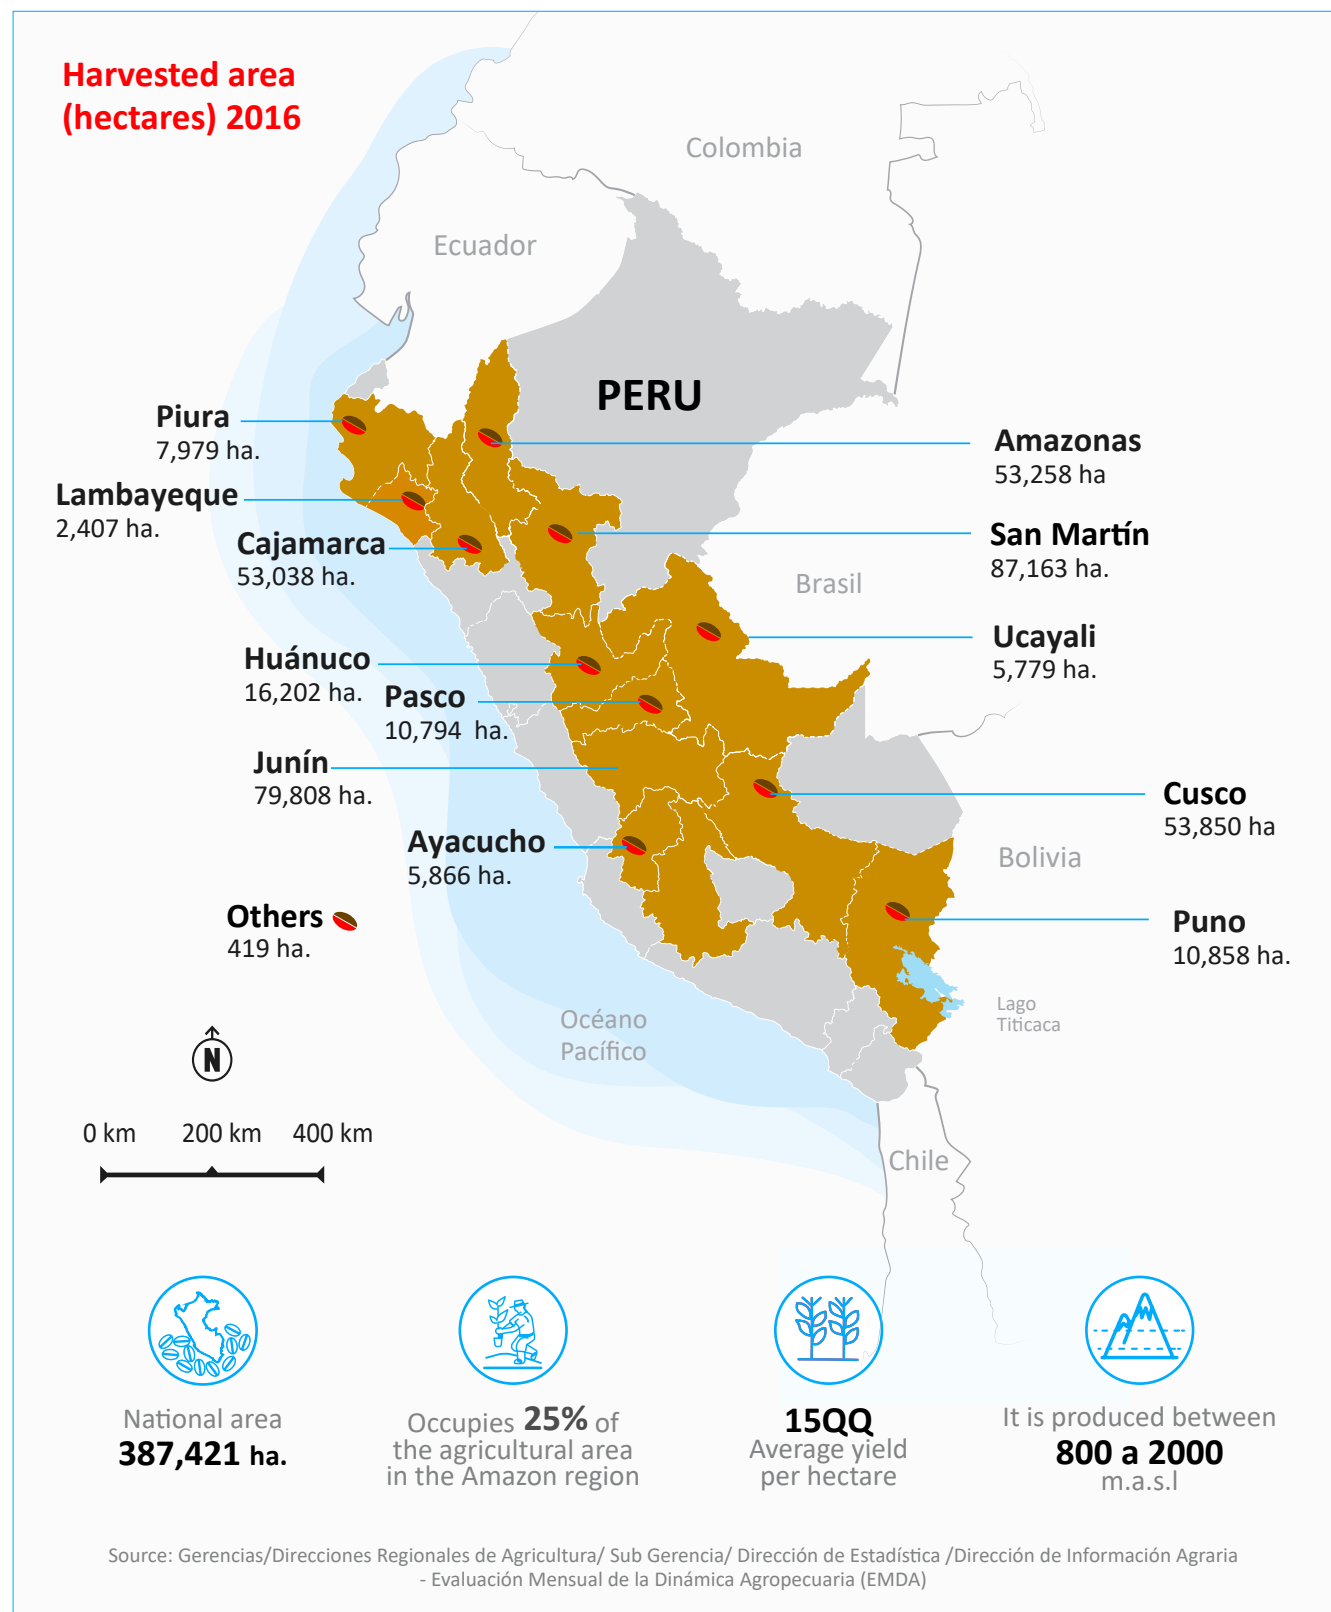 Harvested area
(hectares) 2016
Colombia
Ecuador
PERU
Piura
7,979 ha.
Amazonas
53,258 ha
Lambayeque
2,407 ha.
San Martín
87,163 ha.
Cajamarca
53,038 ha.
Brasil
Ucayali
5,779 ha.
Huánuco
16,202 ha.
Pasco
10,794 ha.
Junín
79,808 ha.
Cusco
53,850 ha
Ayacucho
5,866 ha.
Bolivia
Others
419 ha.
Puno
10,858 ha.
Lago
Titicaca
Océano
Pacífico
N
0 km 200 km 400 km
Chile
National area
387,421 ha.
Occupies 25% of
the agricultural area
in the Amazon region
15QQ
Average yield
per hectare
It is produced between
800 a 2000
m.a.s.l
Source: Gerencias/Direcciones Regionales de Agricultura/ Sub Gerencia/ Dirección de Estadística /Dirección de Información Agraria
- Evaluación Mensual de la Dinámica Agropecuaria (EMDA)